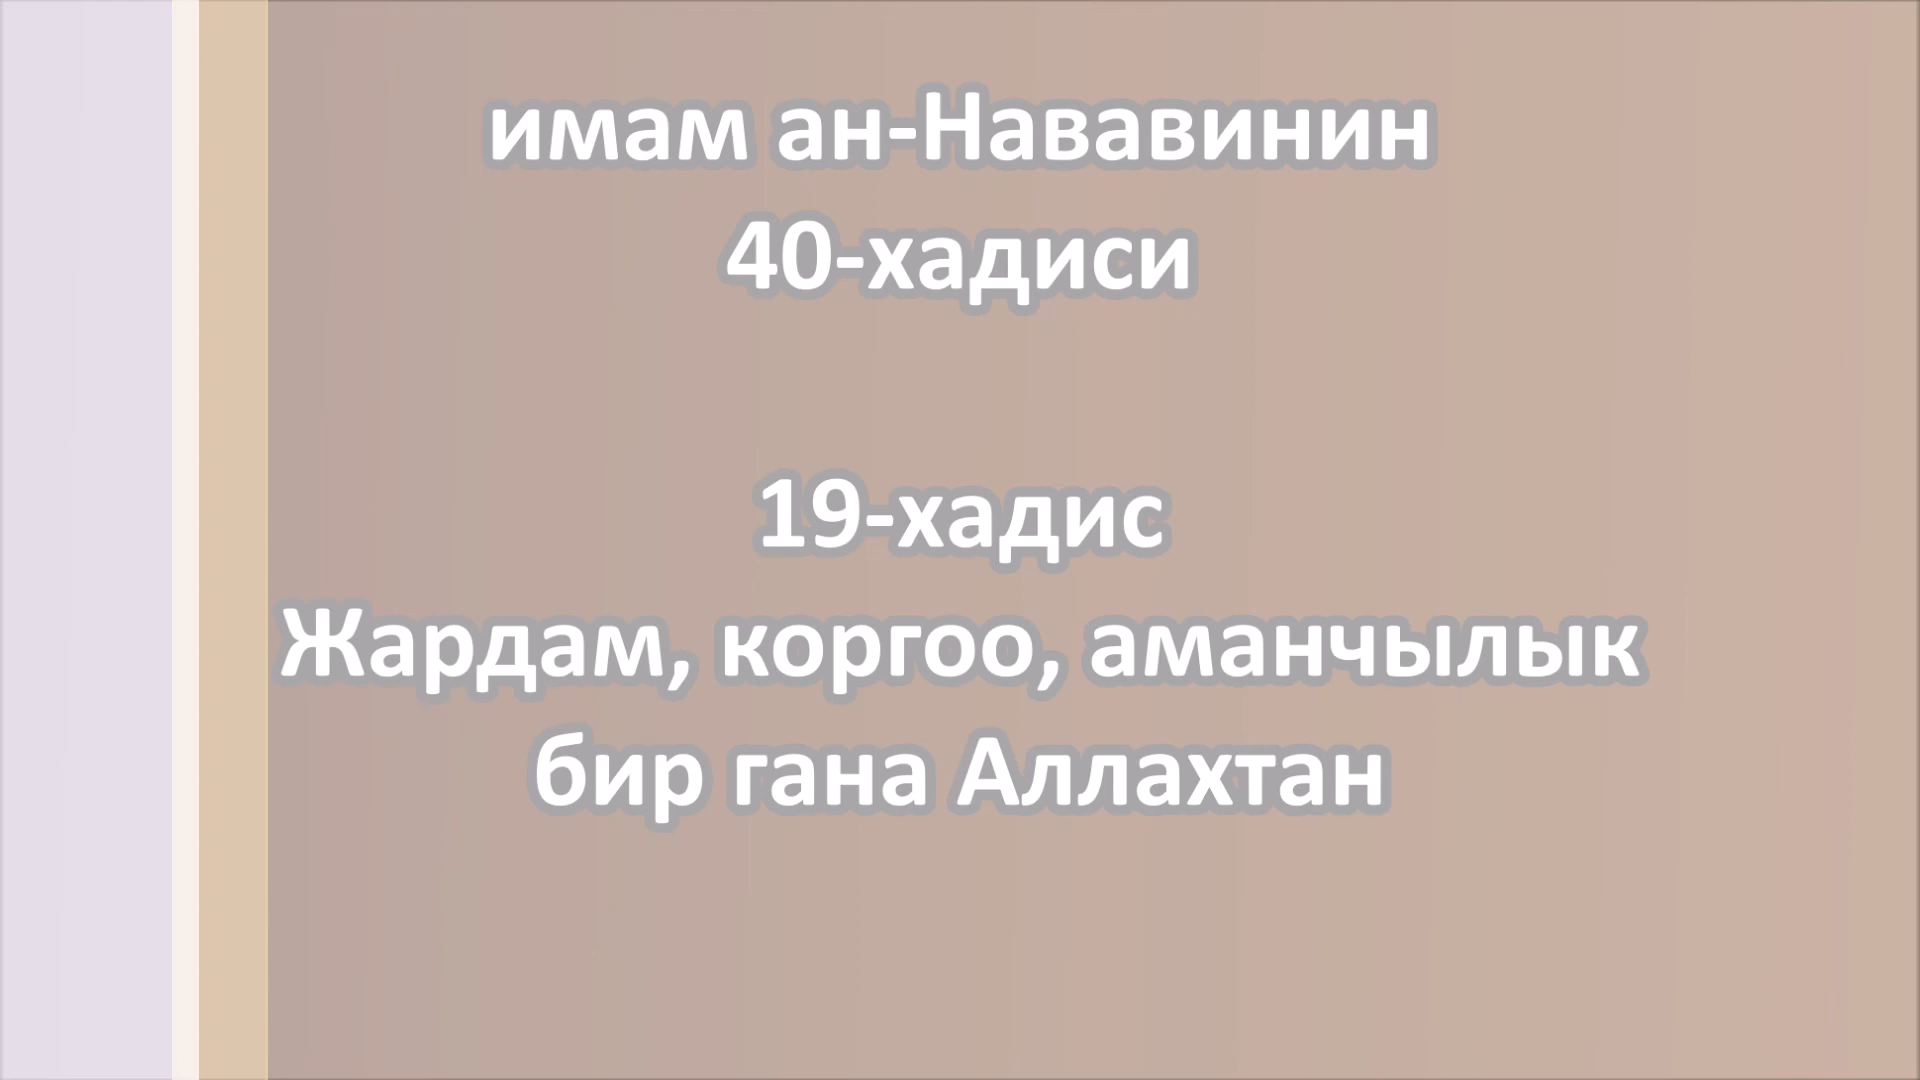 имам ан-Нававинин
40-хадиси
19-хадис
Жардам, коргоо, аманчылык
бир гана Аллахтан